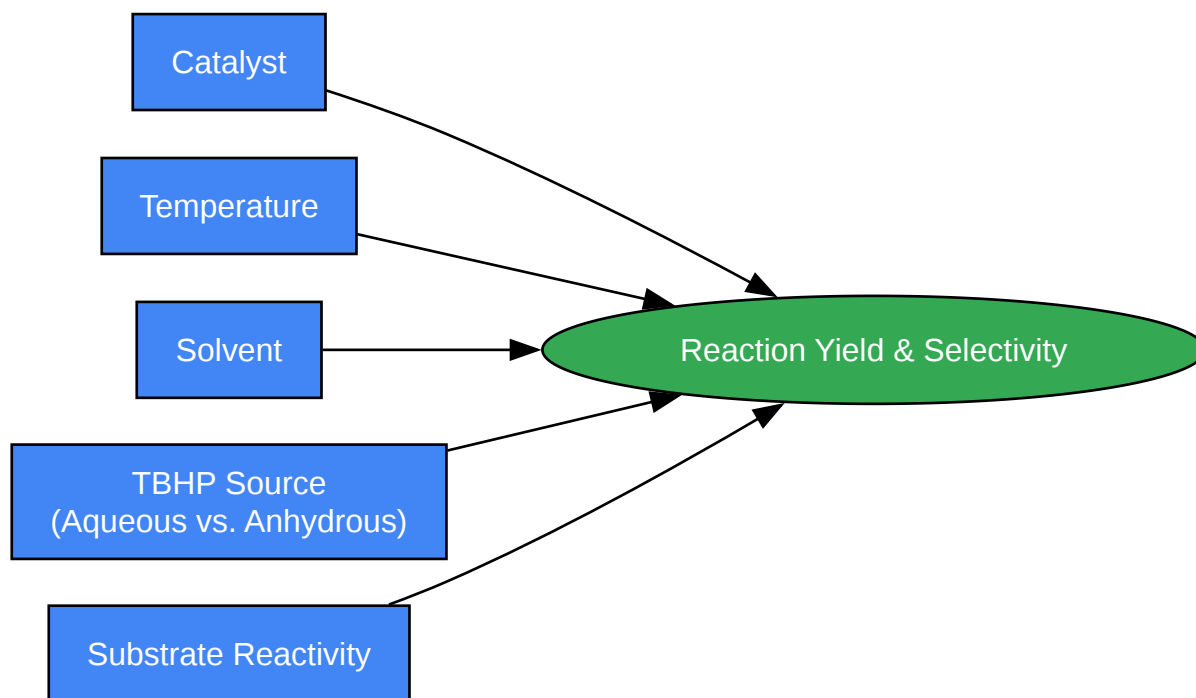 Catalyst
Temperature
Solvent
Reaction Yield & Selectivity
TBHP Source
(Aqueous vs. Anhydrous)
Substrate Reactivity